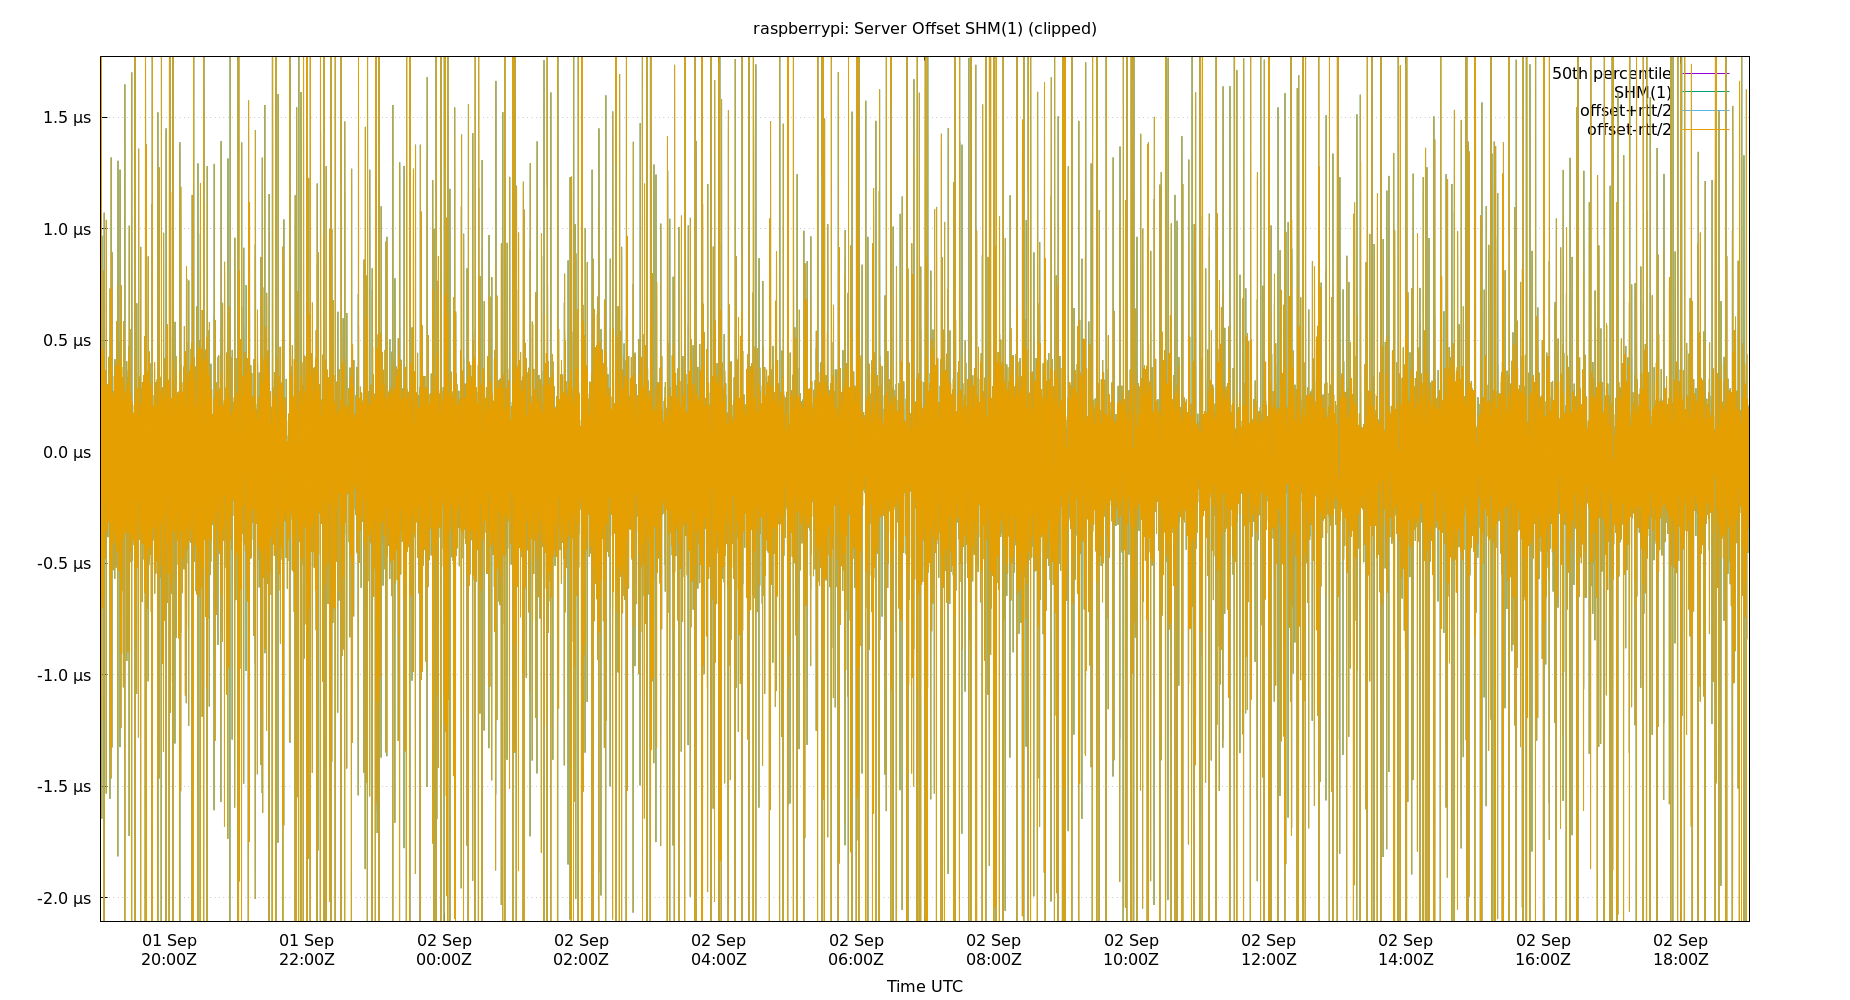 raspberrypi: Server Offset SHM(1) (clipped)
50th percentile
SHM(1)
offset+rtt/2
offset-rtt/2
1.5 µs
1.0 µs
0.5 µs
0.0 µs
-0.5 µs
-1.0 µs
-1.5 µs
-2.0 µs
01 Sep 01 Sep 02 Sep 02 Sep 02 Sep 02 Sep 02 Sep 02 Sep 02 Sep 02 Sep 02 Sep 02 Sep
20:00Z 22:00Z 00:00Z 02:00Z 04:00Z 06:00Z 08:00Z 10:00Z 12:00Z 14:00Z 16:00Z 18:00Z
Time UTC